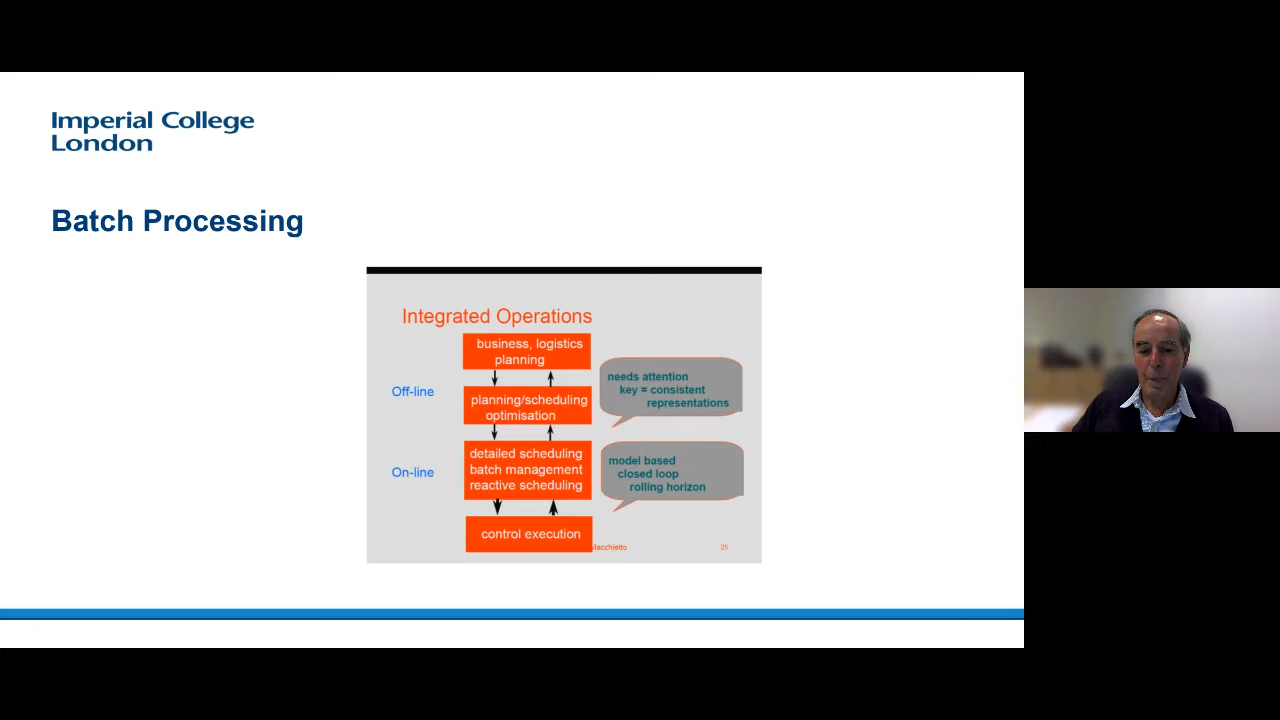 Imperial College
London
Batch Processing
Integrated Operations
business, logistics
planning
Off-line
planning/scheduling
optimisation
needs attention
key = consistent
representations
On-line
detailed scheduling
batch management
reactive scheduling
model based
closed loop
rolling horizon
control execution
Macchietto
25